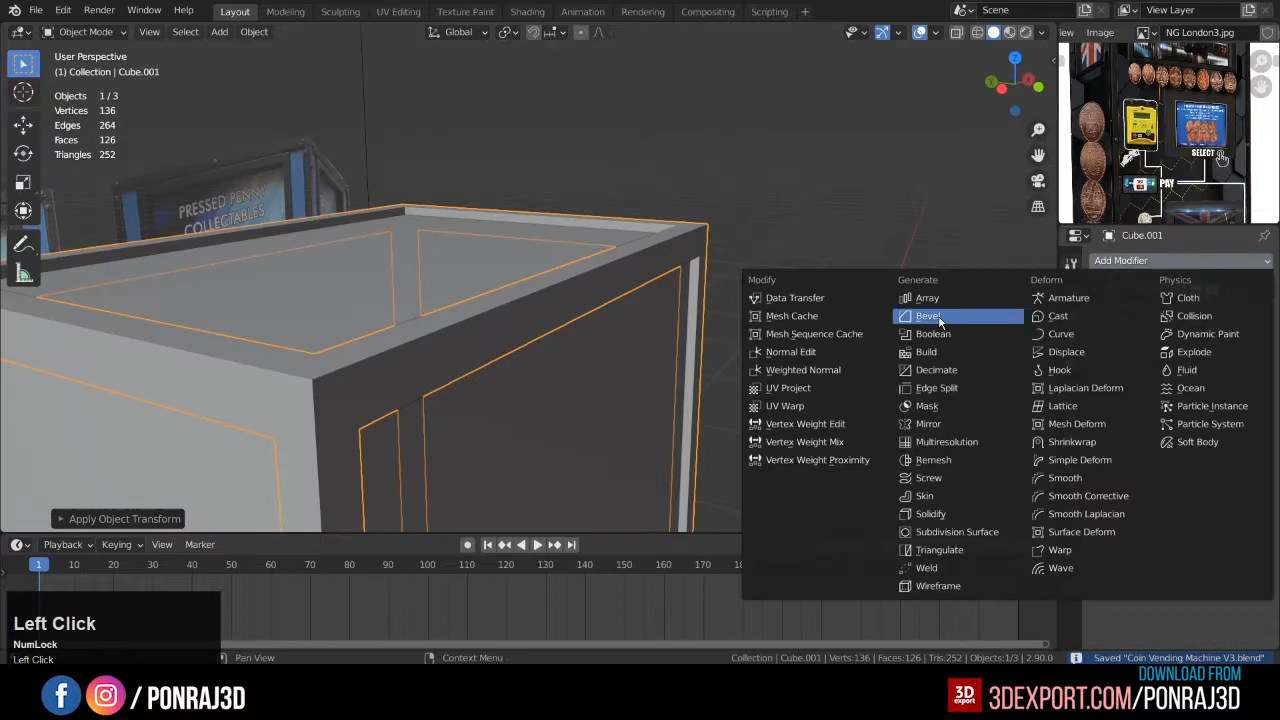 File Edit Render Window Help Layout Modeling Sculpting UV Editing Texture Paint Shading Animation Rendering Compositing Scripting + Scene View Layer
Object Mode View Select Add Object Global iew Image NG London3.jpg
User Perspective
(1) Collection | Cube.001
Objects 1 / 3
Vertices 136
Edges 264
Faces 126
Triangles 252
X
Y
Z
PRESSED PENNY
COLLECTABLES
SELECT
PAY
Cube.001
Add Modifier
Modify
Data Transfer
Mesh Cache
Mesh Sequence Cache
Normal Edit
Weighted Normal
UV Project
UV Warp
Vertex Weight Edit
Vertex Weight Mix
Vertex Weight Proximity
Generate
Array
Bevel
Boolean
Build
Decimate
Edge Split
Mask
Mirror
Multiresolution
Remesh
Screw
Skin
Solidify
Subdivision Surface
Triangulate
Weld
Wireframe
Deform
Armature
Cast
Curve
Displace
Hook
Laplacian Deform
Lattice
Mesh Deform
Shrinkwrap
Simple Deform
Smooth
Smooth Corrective
Smooth Laplacian
Surface Deform
Warp
Wave
Physics
Cloth
Collision
Dynamic Paint
Explode
Fluid
Ocean
Particle Instance
Particle System
Soft Body
Apply Object Transform
Playback Keying View Marker
1 10 20 30 40 50 60 70 80 90 100 110 120 130 140 150 160 170 180
Left Click
NumLock
Left Click
Pan View Context Menu Collection | Cube.001 | Verts:136 | Faces:126 | Tris:252 | Objects:1/3 | 2.90.0 Saved "Coin Vending Machine V3.blend"
/ PONRAJ3D
DOWNLOAD FROM
3D export
3DEXPORT.COM/PONRAJ3D